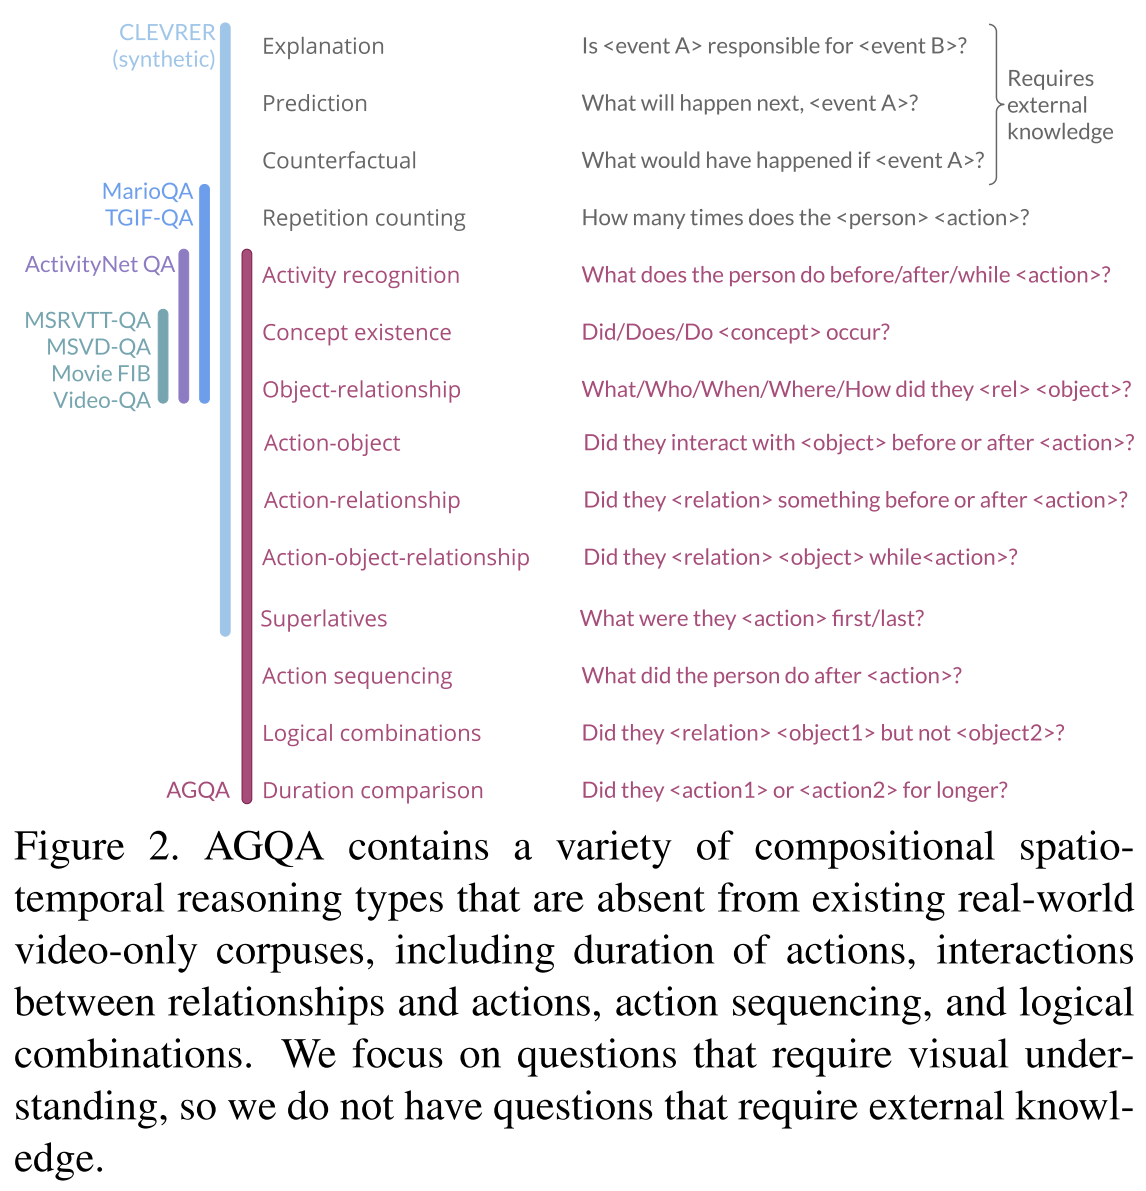 CLEVRER
(synthetic)
Explanation Is <event A> responsible for <event B>?
Prediction What will happen next, <event A>?
Counterfactual What would have happened if <event A>?
Requires
external
knowledge
MarioQA
TGIF-QA
Repetition counting How many times does the <person> <action>?
ActivityNet QA
Activity recognition What does the person do before/after/while <action>?
MSRVTT-QA
MSVD-QA
Movie FIB
Video-QA
Concept existence Did/Does/Do <concept> occur?
Object-relationship What/Who/When/Where/How did they <rel> <object>?
Action-object Did they interact with <object> before or after <action>?
Action-relationship Did they <relation> something before or after <action>?
Action-object-relationship Did they <relation> <object> while<action>?
Superlatives What were they <action> first/last?
Action sequencing What did the person do after <action>?
Logical combinations Did they <relation> <object1> but not <object2>?
AGQA Duration comparison Did they <action1> or <action2> for longer?
Figure 2. AGQA contains a variety of compositional spatio-
temporal reasoning types that are absent from existing real-world
video-only corpuses, including duration of actions, interactions
between relationships and actions, action sequencing, and logical
combinations. We focus on questions that require visual under-
standing, so we do not have questions that require external knowl-
edge.